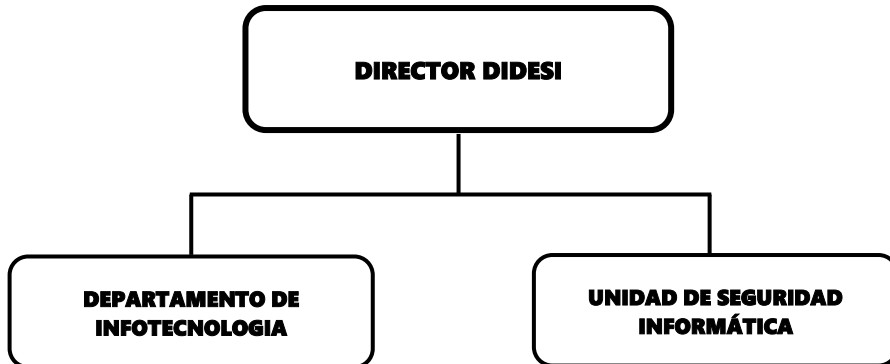 DIRECTOR DIDESI
DEPARTAMENTO DE
INFOTECNOLOGIA
UNIDAD DE SEGURIDAD
INFORMÁTICA